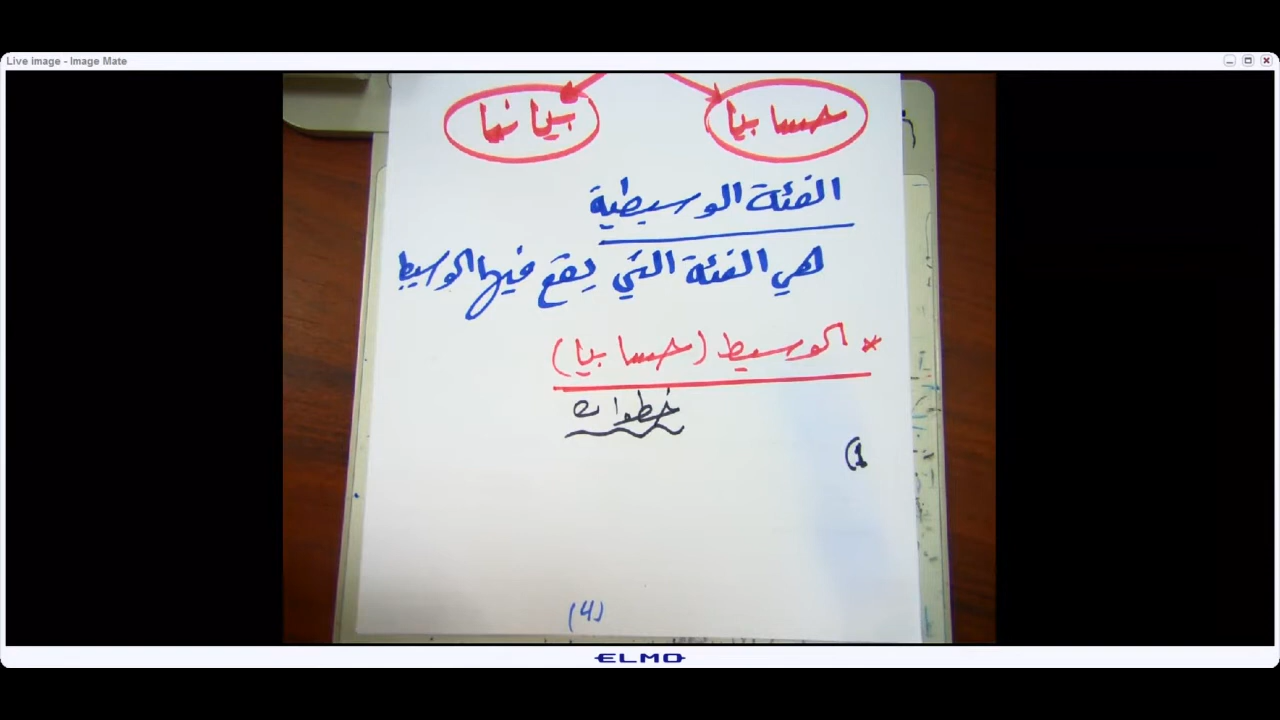 Live image - Image Mate
حسابيا بيانيا
الفئة الوسيطية
هي الفئة التي يقع فيها الوسيط
* الوسيط (حسابيا)
خطوات
1)
(4)
ELMO